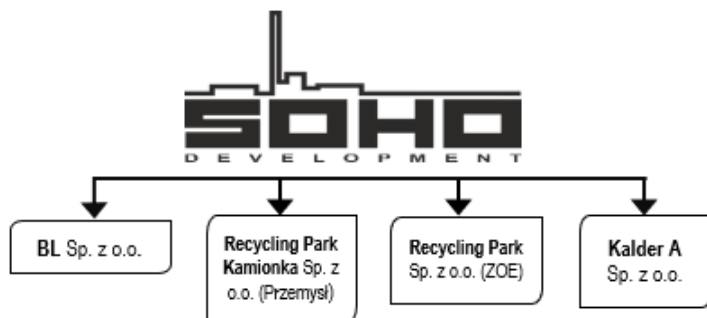 SOHO
DEVELOPMENT
BL Sp. z o.o.
Recycling Park
Kamionka Sp. z
o.o. (Przemysł)
Recycling Park
Sp. z o.o. (ZOE)
Kalder A
Sp. z o.o.